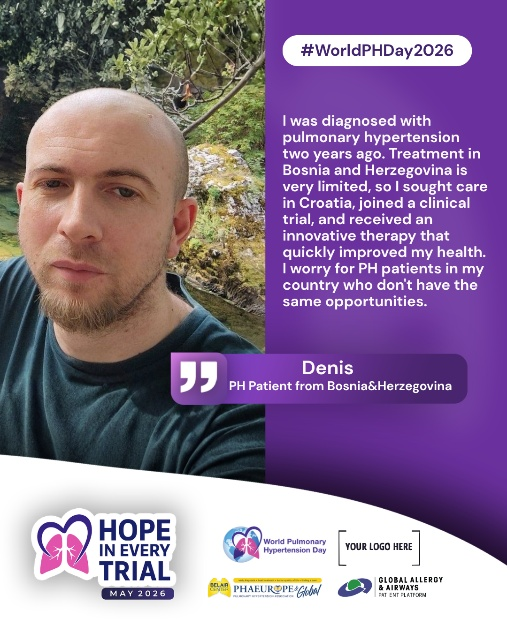 #WorldPHDay2026
I was diagnosed with
pulmonary hypertension
two years ago. Treatment in
Bosnia and Herzegovina is
very limited, so I sought care
in Croatia, joined a clinical
trial, and received an
innovative therapy that
quickly improved my health.
I worry for PH patients in my
country who don't have the
same opportunities.
Denis
PH Patient from Bosnia&Herzegovina
HOPE
IN EVERY
TRIAL
MAY 2026
World Pulmonary
Hypertension Day
YOUR LOGO HERE
BELAIR
CENTER
PHAEUROPE & Global
GLOBAL ALLERGY
& AIRWAYS
PATIENT PLATFORM